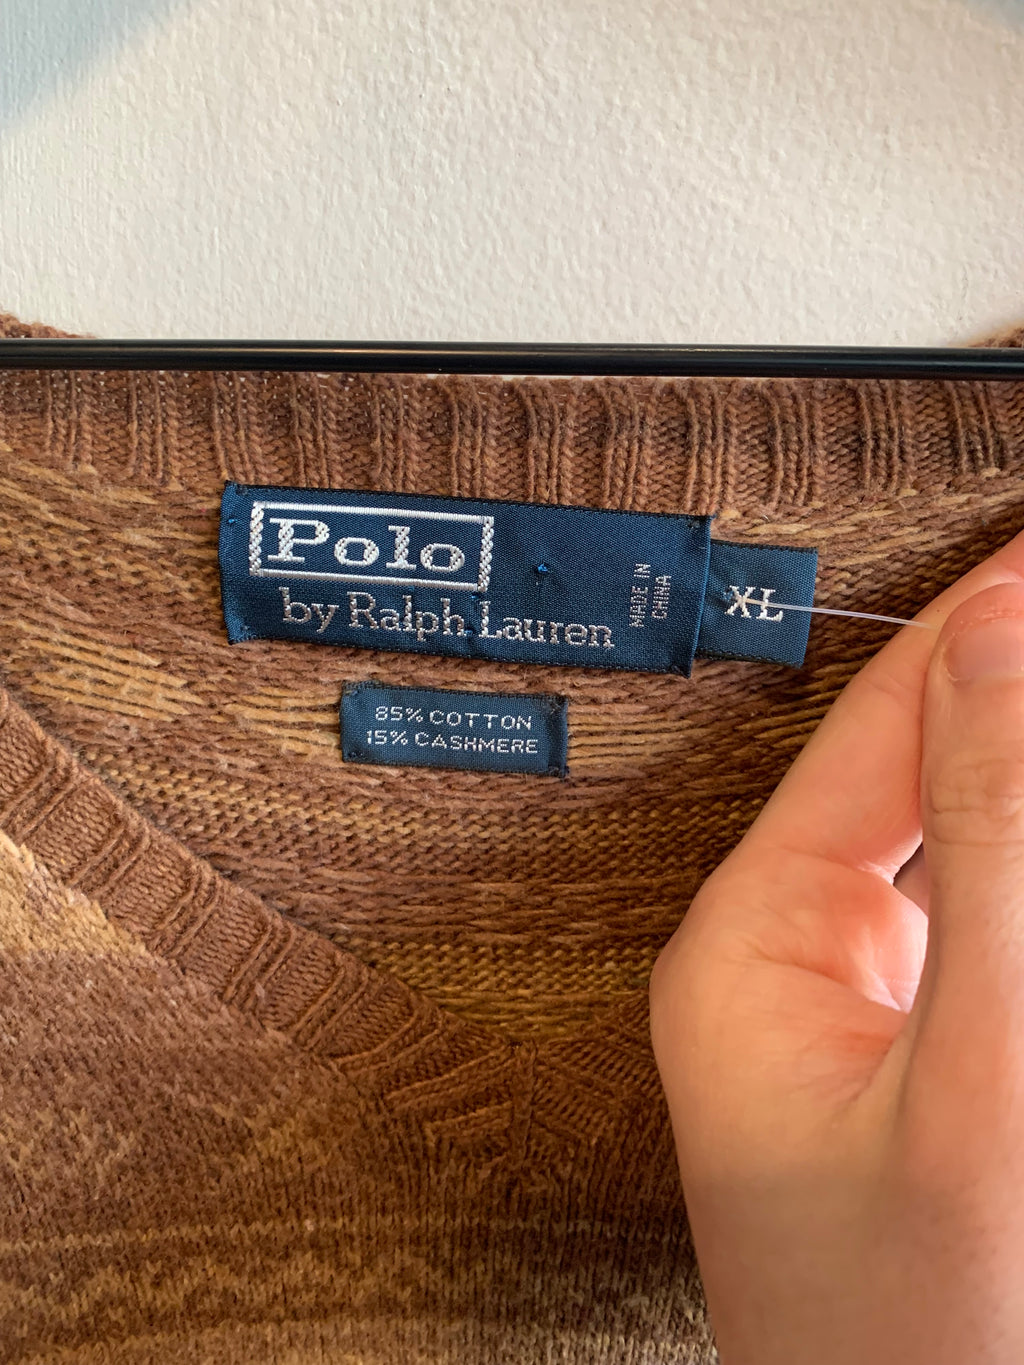 Polo
by Ralph Lauren
MADE IN
CHINA
XL
85% COTTON
15% CASHMERE